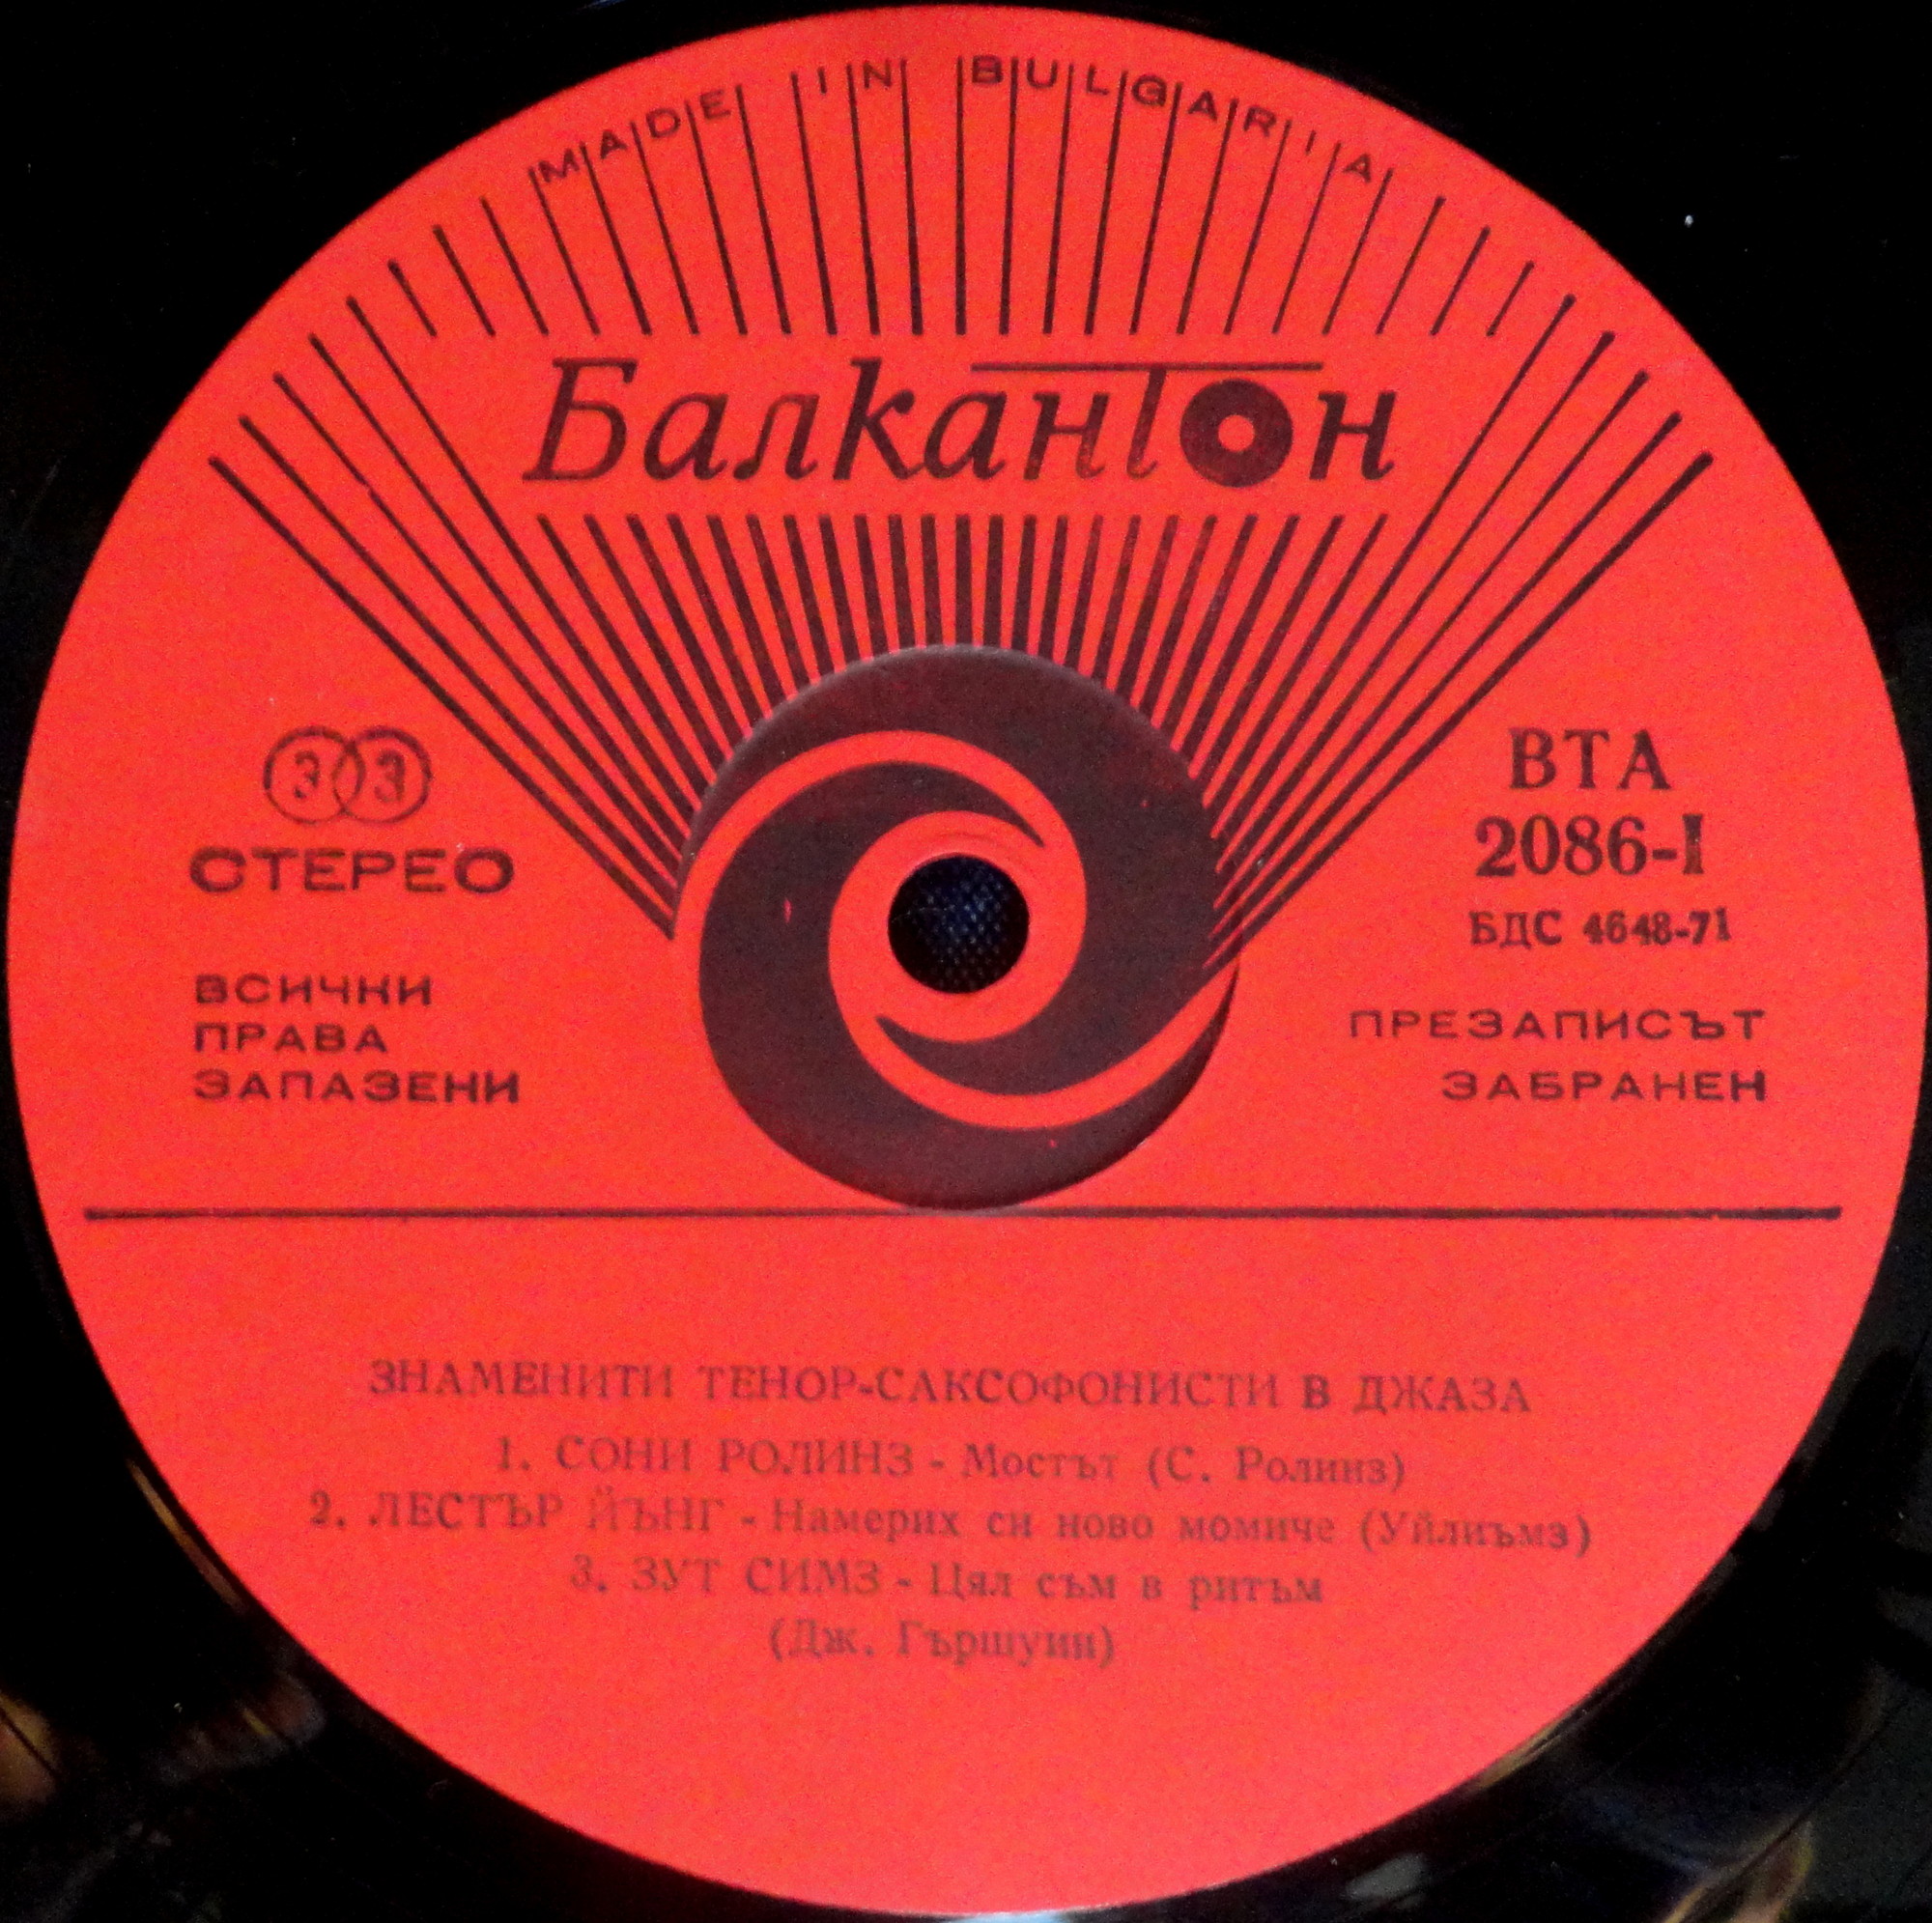 MADE IN BULGARIA
Балкантон
33
СТЕРЕО
ВСИЧКИ
ПРАВА
ЗАПАЗЕНИ
ВТА
2086-I
БДС 4648-71
ПРЕЗАПИСЪТ
ЗАБРАНЕН
ЗНАМЕНИТИ ТЕНОР-САКСОФОНИСТИ В ДЖАЗА
1. СОНИ РОЛИНЗ - Мостът (С. Ролинз)
2. ЛЕСТЪР ЙЪНГ - Намерих си ново момиче (Уйлиъмз)
3. ЗУТ СИМЗ - Цял съм в ритъм
(Дж. Гършуин)